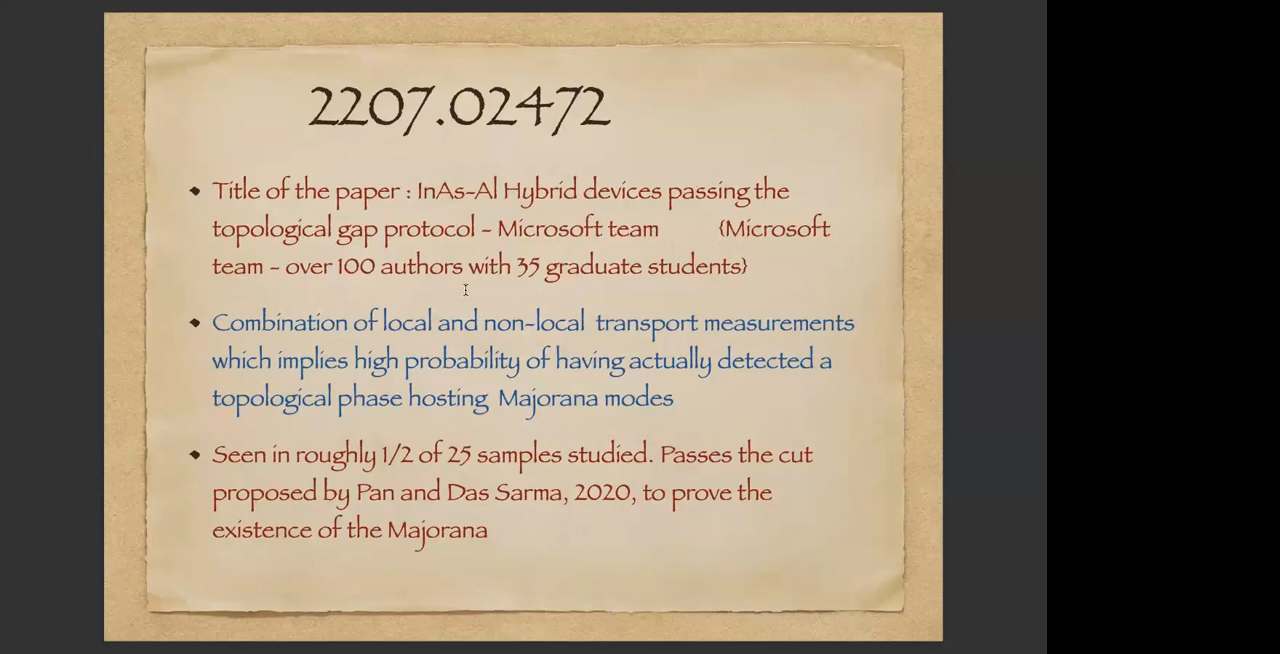 2207.02472
Title of the paper : InAs-Al Hybrid devices passing the
topological gap protocol - Microsoft team {Microsoft
team - over 100 authors with 35 graduate students}
Combination of local and non-local transport measurements
which implies high probability of having actually detected a
topological phase hosting Majorana modes
Seen in roughly 1/2 of 25 samples studied. Passes the cut
proposed by Pan and Das Sarma, 2020, to prove the
existence of the Majorana